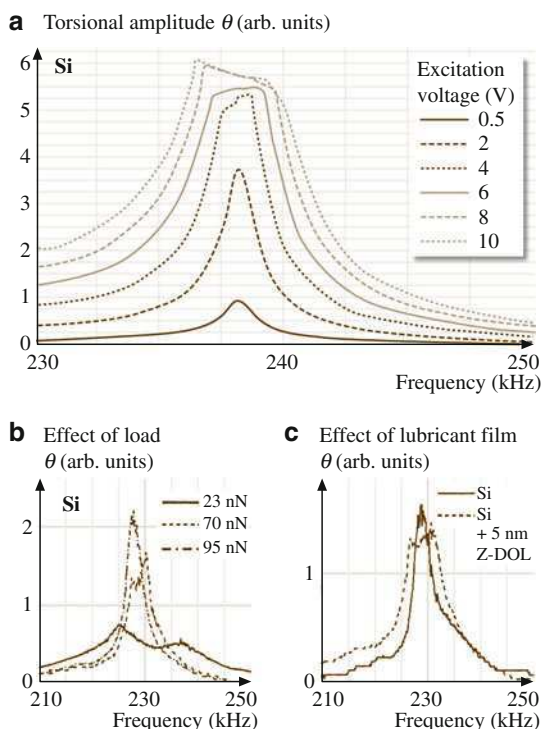 a Torsional amplitude θ (arb. units)
6
Si
Excitation
voltage (V)
0.5
2
4
6
8
10
5
4
3
2
1
0
230
240
250
Frequency (kHz)
b Effect of load
θ (arb. units)
Si
23 nN
70 nN
95 nN
2
1
0
210
230
250
Frequency (kHz)
c Effect of lubricant film
θ (arb. units)
Si
Si
+ 5 nm
Z-DOL
1
0
210
230
250
Frequency (kHz)